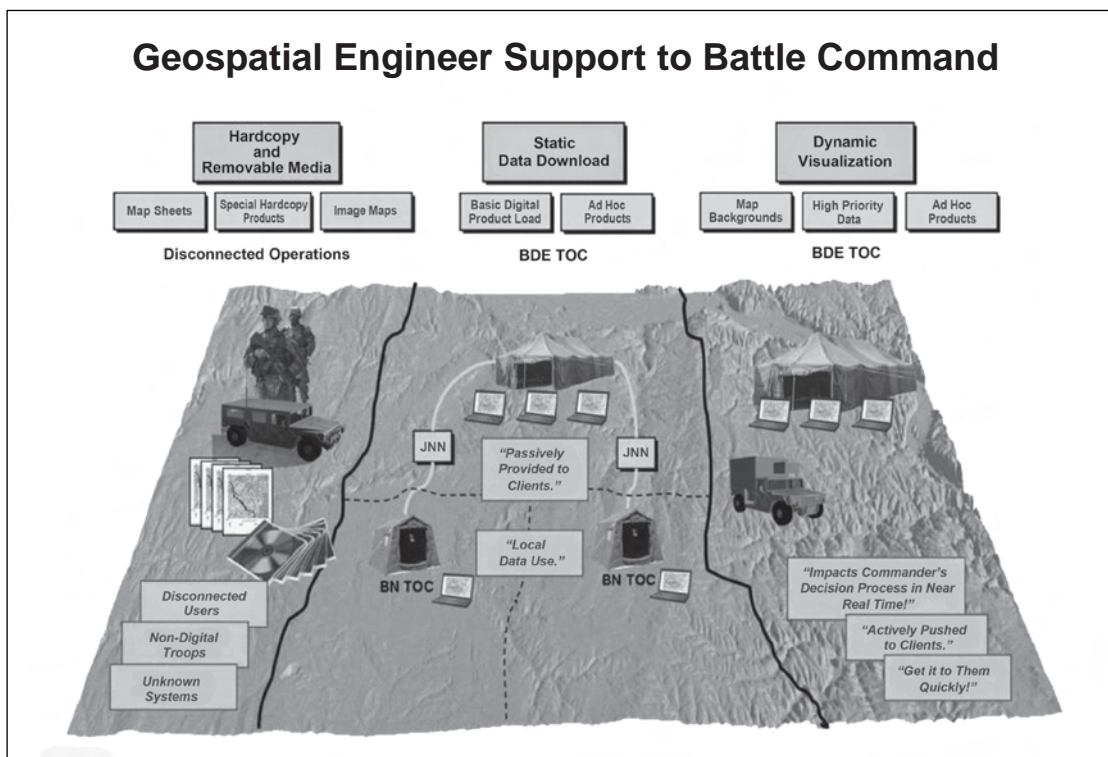 Geospatial Engineer Support to Battle Command
Hardcopy
and
Removable Media
Map Sheets
Special Hardcopy
Products
Image Maps
Disconnected Operations
Static
Data Download
Basic Digital
Product Load
Ad Hoc
Products
BDE TOC
Dynamic
Visualization
Map
Backgrounds
High Priority
Data
Ad Hoc
Products
BDE TOC
JNN
JNN
“Passively
Provided to
Clients.”
“Local
Data Use.”
BN TOC
BN TOC
Disconnected
Users
Non-Digital
Troops
Unknown
Systems
“Impacts Commander’s
Decision Process in Near
Real Time!”
“Actively Pushed
to Clients.”
“Get it to Them
Quickly!”